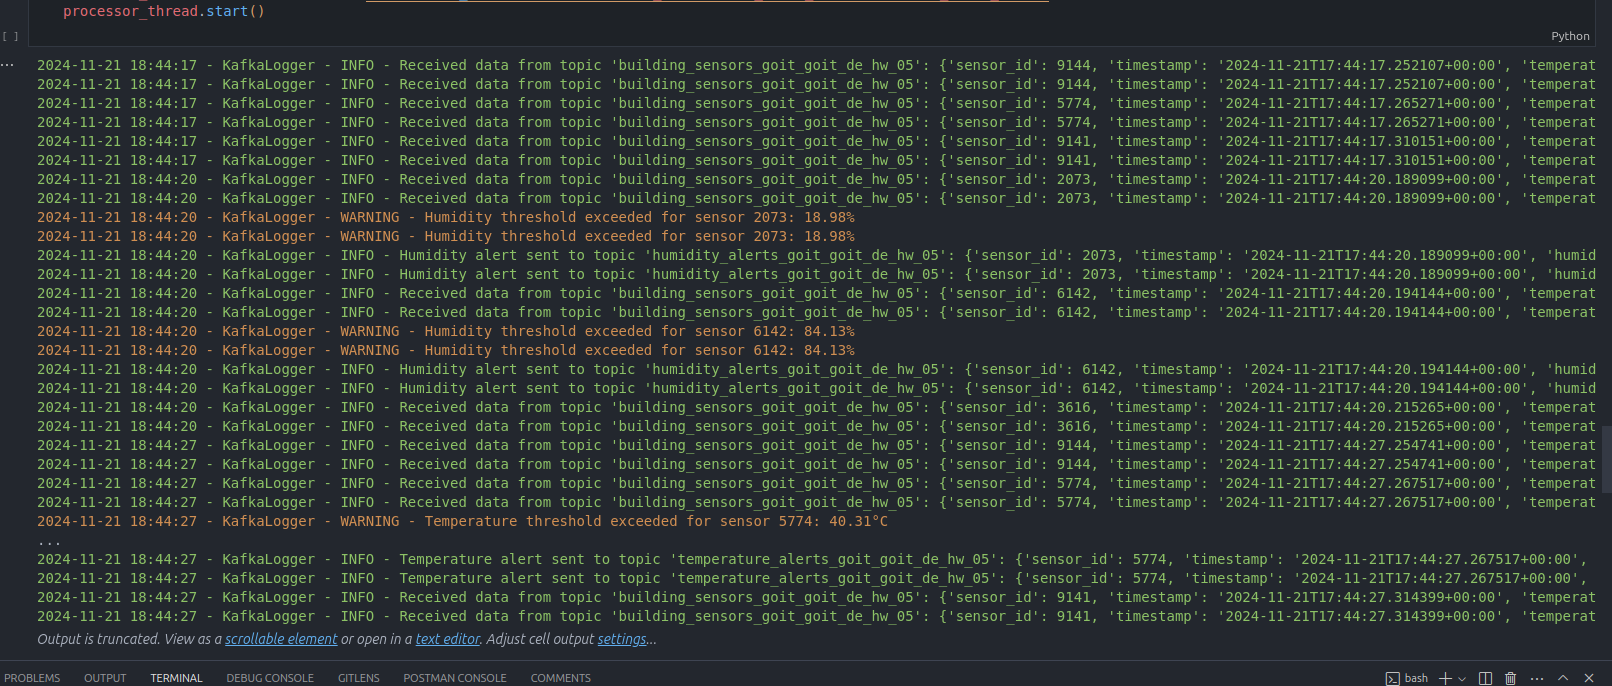 processor_thread.start()
[ ]
Python
...
2024-11-21 18:44:17 - KafkaLogger - INFO - Received data from topic 'building_sensors_goit_goit_de_hw_05': {'sensor_id': 9144, 'timestamp': '2024-11-21T17:44:17.252107+00:00', 'temperat
2024-11-21 18:44:17 - KafkaLogger - INFO - Received data from topic 'building_sensors_goit_goit_de_hw_05': {'sensor_id': 9144, 'timestamp': '2024-11-21T17:44:17.252107+00:00', 'temperat
2024-11-21 18:44:17 - KafkaLogger - INFO - Received data from topic 'building_sensors_goit_goit_de_hw_05': {'sensor_id': 5774, 'timestamp': '2024-11-21T17:44:17.265271+00:00', 'temperat
2024-11-21 18:44:17 - KafkaLogger - INFO - Received data from topic 'building_sensors_goit_goit_de_hw_05': {'sensor_id': 5774, 'timestamp': '2024-11-21T17:44:17.265271+00:00', 'temperat
2024-11-21 18:44:17 - KafkaLogger - INFO - Received data from topic 'building_sensors_goit_goit_de_hw_05': {'sensor_id': 9141, 'timestamp': '2024-11-21T17:44:17.310151+00:00', 'temperat
2024-11-21 18:44:17 - KafkaLogger - INFO - Received data from topic 'building_sensors_goit_goit_de_hw_05': {'sensor_id': 9141, 'timestamp': '2024-11-21T17:44:17.310151+00:00', 'temperat
2024-11-21 18:44:20 - KafkaLogger - INFO - Received data from topic 'building_sensors_goit_goit_de_hw_05': {'sensor_id': 2073, 'timestamp': '2024-11-21T17:44:20.189099+00:00', 'temperat
2024-11-21 18:44:20 - KafkaLogger - INFO - Received data from topic 'building_sensors_goit_goit_de_hw_05': {'sensor_id': 2073, 'timestamp': '2024-11-21T17:44:20.189099+00:00', 'temperat
2024-11-21 18:44:20 - KafkaLogger - WARNING - Humidity threshold exceeded for sensor 2073: 18.98%
2024-11-21 18:44:20 - KafkaLogger - WARNING - Humidity threshold exceeded for sensor 2073: 18.98%
2024-11-21 18:44:20 - KafkaLogger - INFO - Humidity alert sent to topic 'humidity_alerts_goit_goit_de_hw_05': {'sensor_id': 2073, 'timestamp': '2024-11-21T17:44:20.189099+00:00', 'humid
2024-11-21 18:44:20 - KafkaLogger - INFO - Humidity alert sent to topic 'humidity_alerts_goit_goit_de_hw_05': {'sensor_id': 2073, 'timestamp': '2024-11-21T17:44:20.189099+00:00', 'humid
2024-11-21 18:44:20 - KafkaLogger - INFO - Received data from topic 'building_sensors_goit_goit_de_hw_05': {'sensor_id': 6142, 'timestamp': '2024-11-21T17:44:20.194144+00:00', 'temperat
2024-11-21 18:44:20 - KafkaLogger - INFO - Received data from topic 'building_sensors_goit_goit_de_hw_05': {'sensor_id': 6142, 'timestamp': '2024-11-21T17:44:20.194144+00:00', 'temperat
2024-11-21 18:44:20 - KafkaLogger - WARNING - Humidity threshold exceeded for sensor 6142: 84.13%
2024-11-21 18:44:20 - KafkaLogger - WARNING - Humidity threshold exceeded for sensor 6142: 84.13%
2024-11-21 18:44:20 - KafkaLogger - INFO - Humidity alert sent to topic 'humidity_alerts_goit_goit_de_hw_05': {'sensor_id': 6142, 'timestamp': '2024-11-21T17:44:20.194144+00:00', 'humid
2024-11-21 18:44:20 - KafkaLogger - INFO - Humidity alert sent to topic 'humidity_alerts_goit_goit_de_hw_05': {'sensor_id': 6142, 'timestamp': '2024-11-21T17:44:20.194144+00:00', 'humid
2024-11-21 18:44:20 - KafkaLogger - INFO - Received data from topic 'building_sensors_goit_goit_de_hw_05': {'sensor_id': 3616, 'timestamp': '2024-11-21T17:44:20.215265+00:00', 'temperat
2024-11-21 18:44:20 - KafkaLogger - INFO - Received data from topic 'building_sensors_goit_goit_de_hw_05': {'sensor_id': 3616, 'timestamp': '2024-11-21T17:44:20.215265+00:00', 'temperat
2024-11-21 18:44:27 - KafkaLogger - INFO - Received data from topic 'building_sensors_goit_goit_de_hw_05': {'sensor_id': 9144, 'timestamp': '2024-11-21T17:44:27.254741+00:00', 'temperat
2024-11-21 18:44:27 - KafkaLogger - INFO - Received data from topic 'building_sensors_goit_goit_de_hw_05': {'sensor_id': 9144, 'timestamp': '2024-11-21T17:44:27.254741+00:00', 'temperat
2024-11-21 18:44:27 - KafkaLogger - INFO - Received data from topic 'building_sensors_goit_goit_de_hw_05': {'sensor_id': 5774, 'timestamp': '2024-11-21T17:44:27.267517+00:00', 'temperat
2024-11-21 18:44:27 - KafkaLogger - INFO - Received data from topic 'building_sensors_goit_goit_de_hw_05': {'sensor_id': 5774, 'timestamp': '2024-11-21T17:44:27.267517+00:00', 'temperat
2024-11-21 18:44:27 - KafkaLogger - WARNING - Temperature threshold exceeded for sensor 5774: 40.31°C
...
2024-11-21 18:44:27 - KafkaLogger - INFO - Temperature alert sent to topic 'temperature_alerts_goit_goit_de_hw_05': {'sensor_id': 5774, 'timestamp': '2024-11-21T17:44:27.267517+00:00',
2024-11-21 18:44:27 - KafkaLogger - INFO - Temperature alert sent to topic 'temperature_alerts_goit_goit_de_hw_05': {'sensor_id': 5774, 'timestamp': '2024-11-21T17:44:27.267517+00:00',
2024-11-21 18:44:27 - KafkaLogger - INFO - Received data from topic 'building_sensors_goit_goit_de_hw_05': {'sensor_id': 9141, 'timestamp': '2024-11-21T17:44:27.314399+00:00', 'temperat
2024-11-21 18:44:27 - KafkaLogger - INFO - Received data from topic 'building_sensors_goit_goit_de_hw_05': {'sensor_id': 9141, 'timestamp': '2024-11-21T17:44:27.314399+00:00', 'temperat
Output is truncated. View as a scrollable element or open in a text editor. Adjust cell output settings...
PROBLEMS OUTPUT TERMINAL DEBUG CONSOLE GITLENS POSTMAN CONSOLE COMMENTS bash